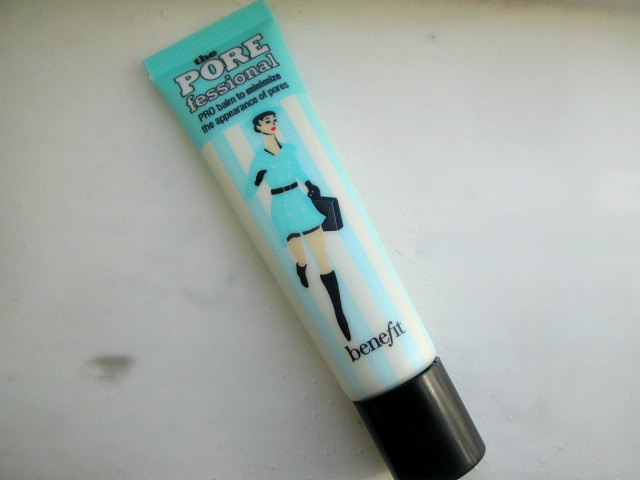 the
PORE
fessional
PRO balm to minimize
the appearance of pores
benefit